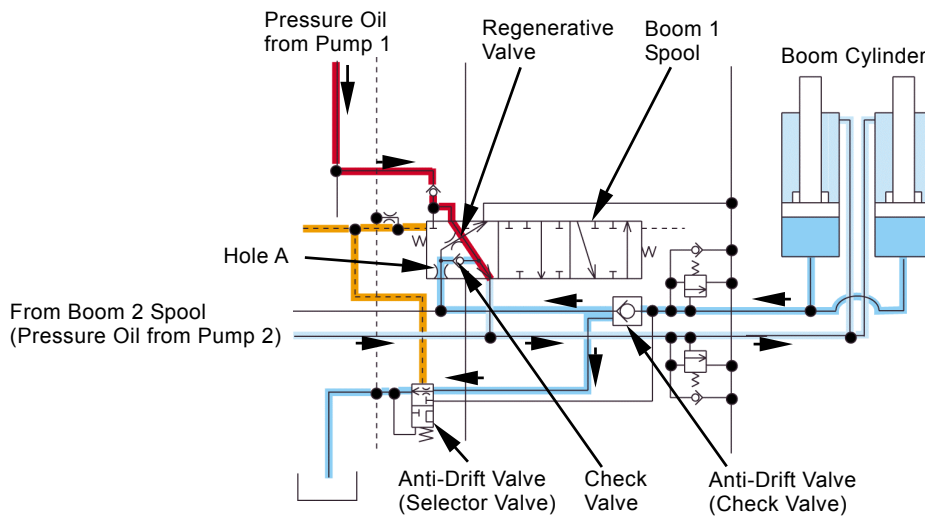 Pressure Oil
from Pump 1
Regenerative
Valve
Boom 1
Spool
Boom Cylinder
Hole A
From Boom 2 Spool
(Pressure Oil from Pump 2)
Anti-Drift Valve
(Selector Valve)
Check
Valve
Anti-Drift Valve
(Check Valve)